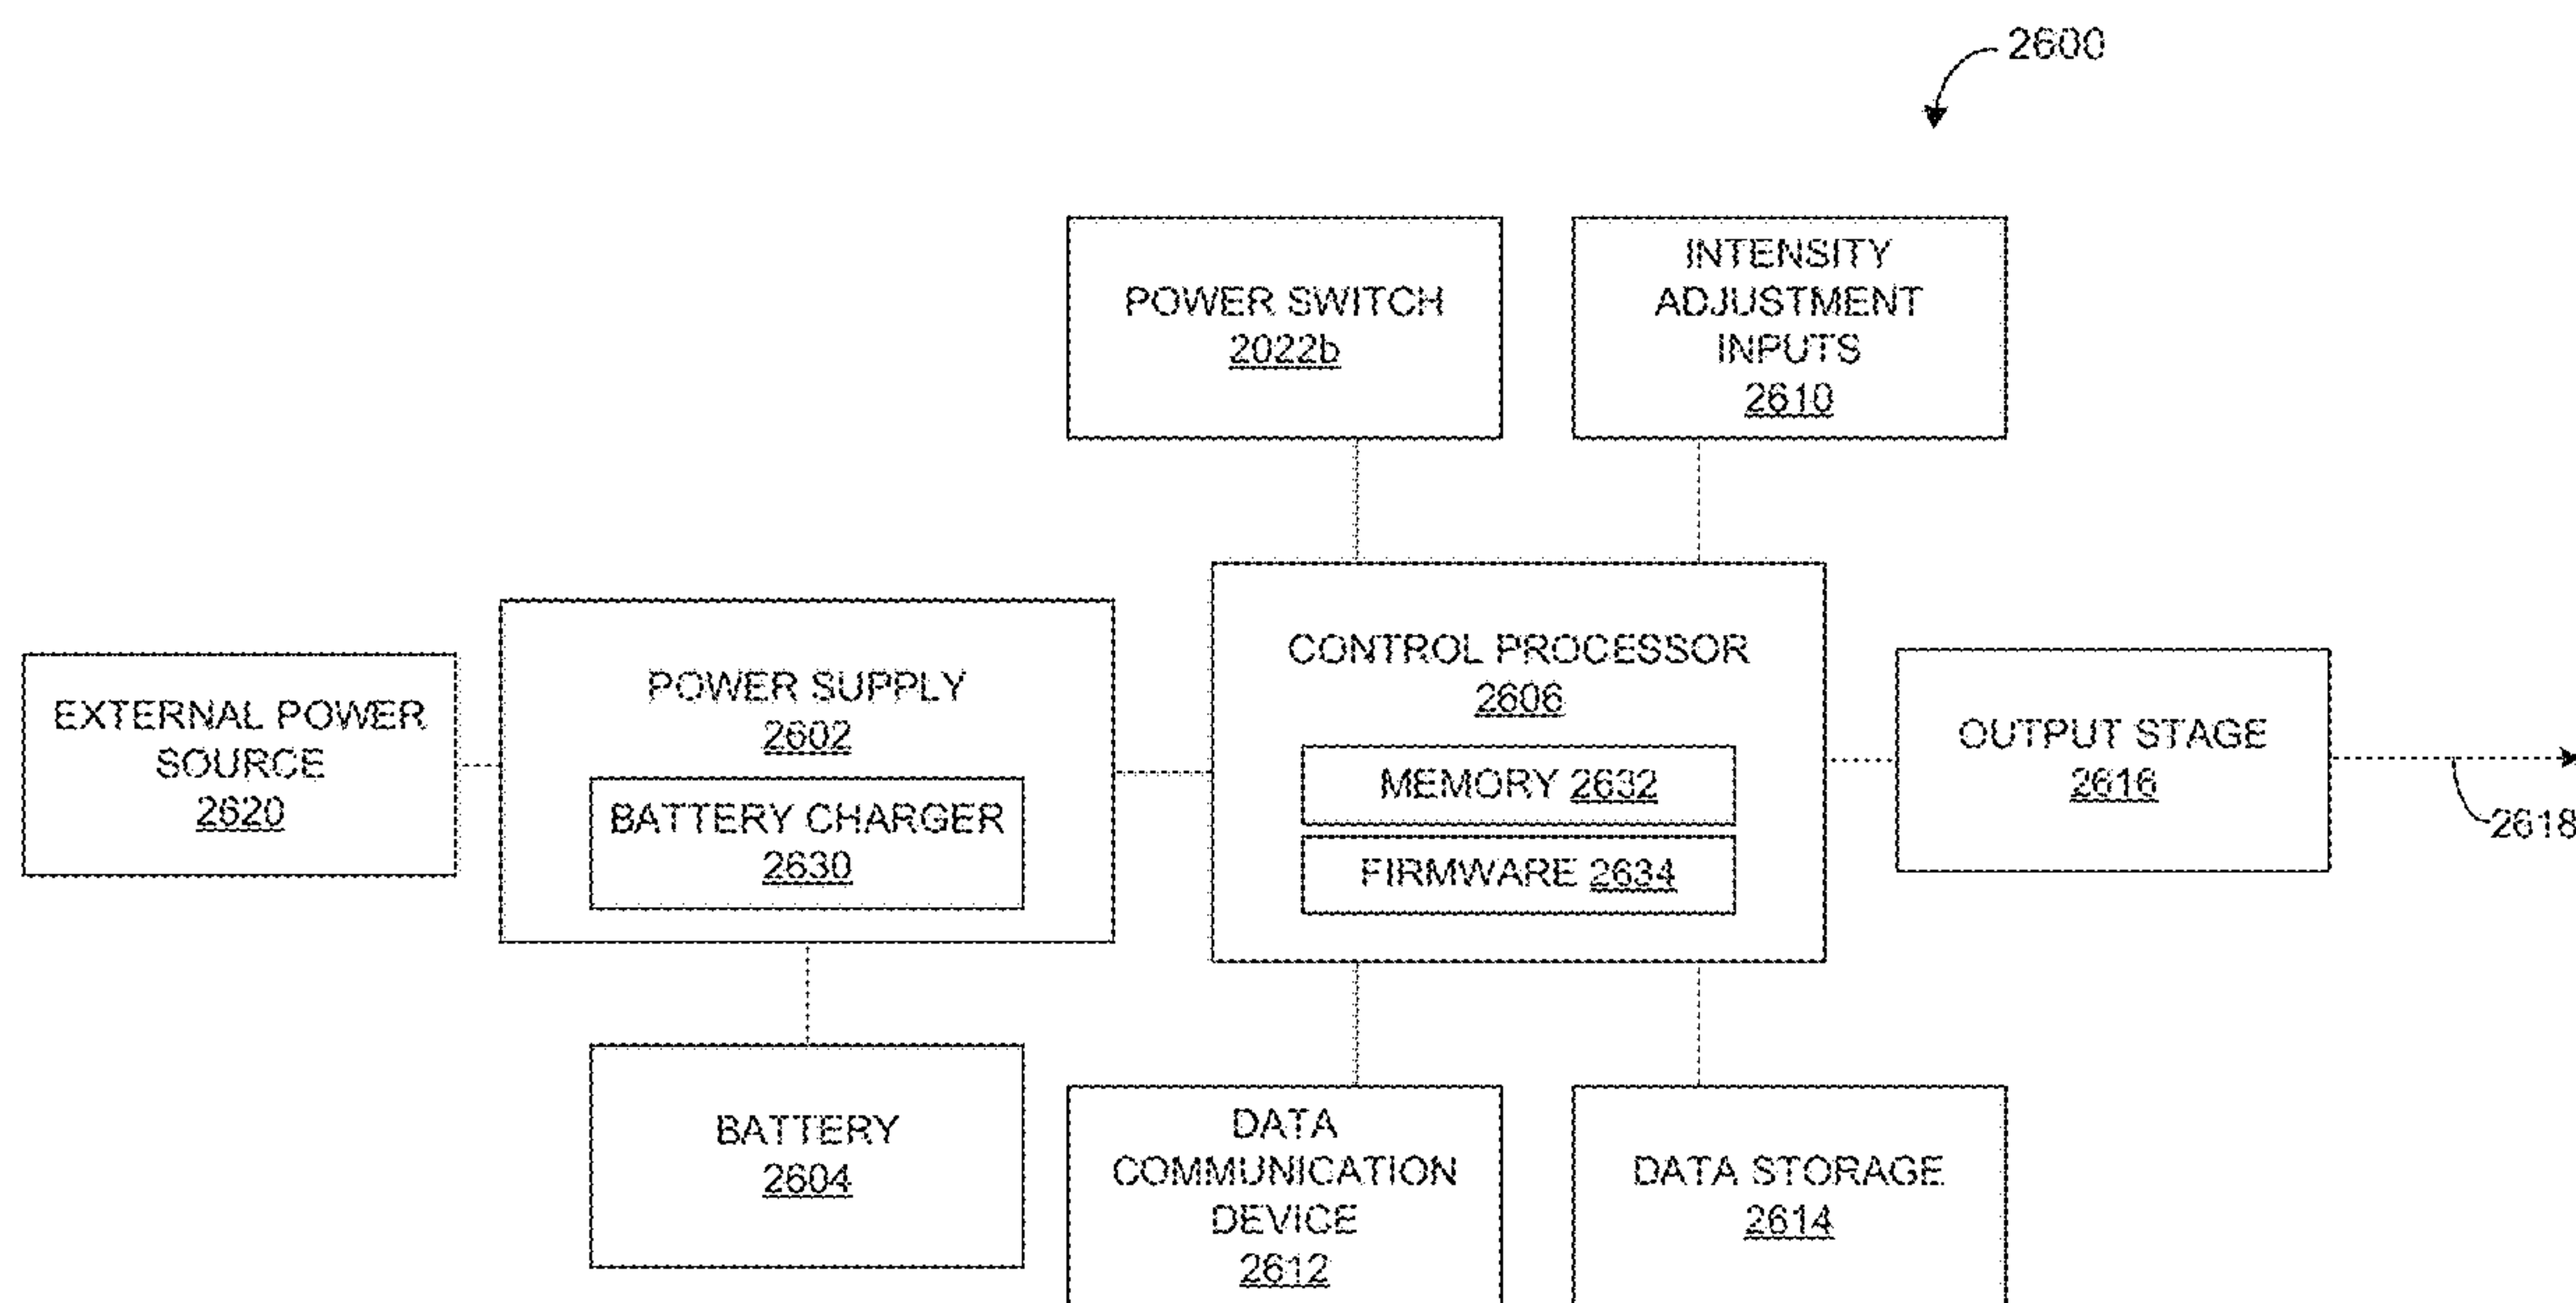 2600
POWER SWITCH
2022b
INTENSITY
ADJUSTMENT
INPUTS
2610
EXTERNAL POWER
SOURCE
2620
POWER SUPPLY
2602
BATTERY CHARGER
2630
CONTROL PROCESSOR
2606
MEMORY 2632
FIRMWARE 2634
OUTPUT STAGE
2616
2618
BATTERY
2604
DATA
COMMUNICATION
DEVICE
2612
DATA STORAGE
2614